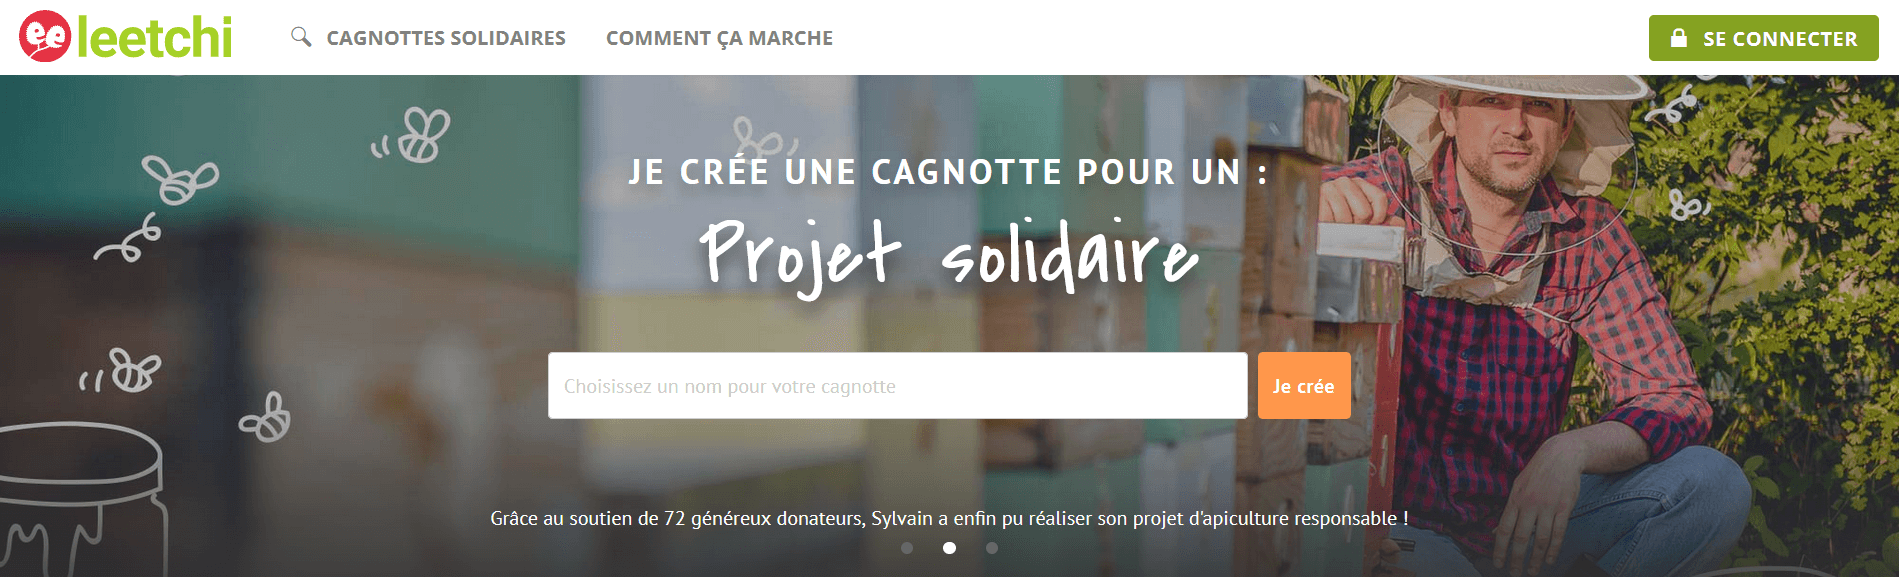 leetchi
CAGNOTTES SOLIDAIRES
COMMENT ÇA MARCHE
SE CONNECTER
JE CRÉE UNE CAGNOTTE POUR UN :
Projet solidaire
Choisissez un nom pour votre cagnotte
Je crée
Grâce au soutien de 72 généreux donateurs, Sylvain a enfin pu réaliser son projet d'apiculture responsable !